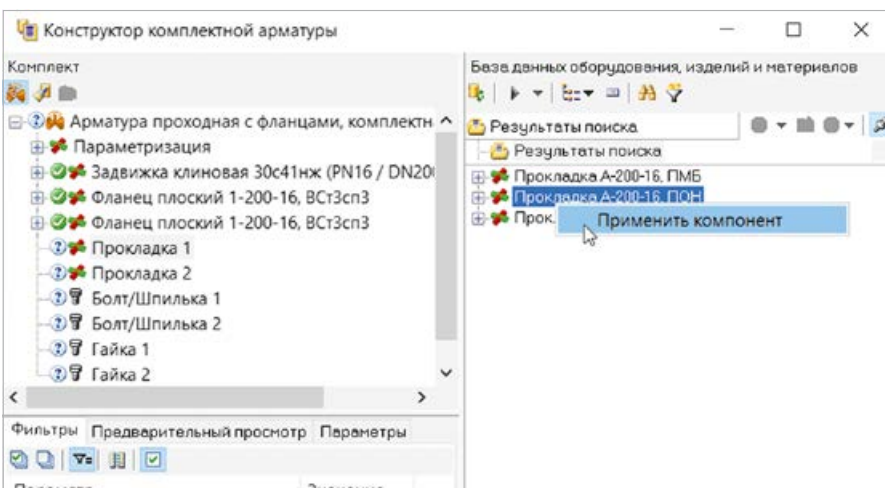 Конструктор комплектной арматуры
Комплект
Арматура проходная с фланцами, комплектн
Параметризация
Задвижка клиновая 30с41нж (PN16 / DN200
Фланец плоский 1-200-16, ВСт3сп3
Фланец плоский 1-200-16, ВСт3сп3
Прокладка 1
Прокладка 2
Болт/Шпилька 1
Болт/Шпилька 2
Гайка 1
Гайка 2
Фильтры Предварительный просмотр Параметры
База данных оборудования, изделий и материалов
Результаты поиска
Результаты поиска
Прокладка А-200-16, ПМБ
Прокладка А-200-16, ПОН
Прок.
Применить компонент